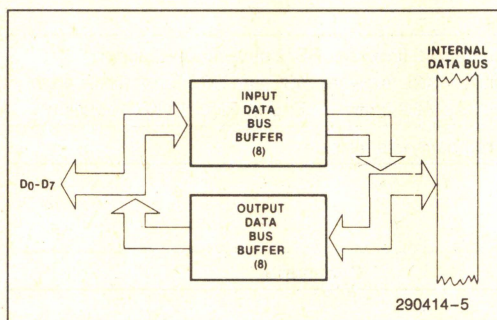 INTERNAL
DATA BUS
INPUT
DATA
BUS
BUFFER
(8)
D0-D7
OUTPUT
DATA
BUS
BUFFER
(8)
290414-5